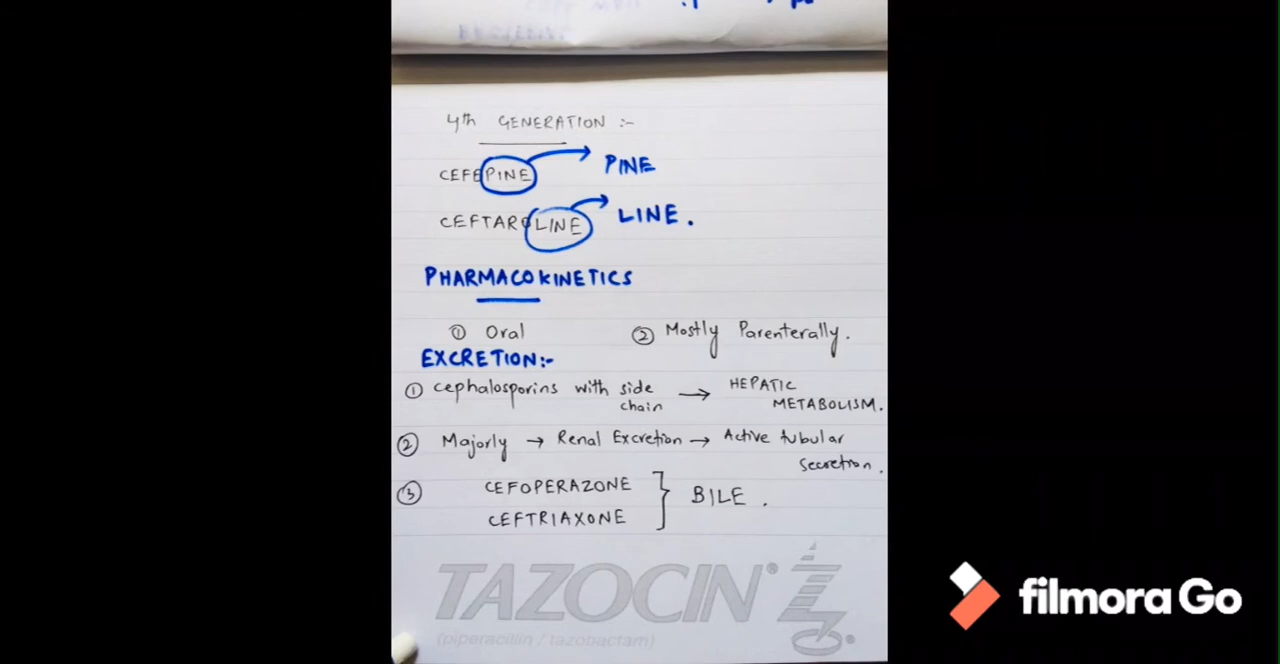 4th GENERATION :-
CEFEPINE → PINE
CEFTAROLINE → LINE.
PHARMACOKINETICS
① Oral ② Mostly Parenterally.
EXCRETION:-
① cephalosporins with side chain → HEPATIC METABOLISM.
② Majorly → Renal Excretion → Active tubular secretion.
③ CEFOPERAZONE
CEFTRIAXONE } BILE.
TAZOCIN®
(piperacillin / tazobactam)
filmora Go